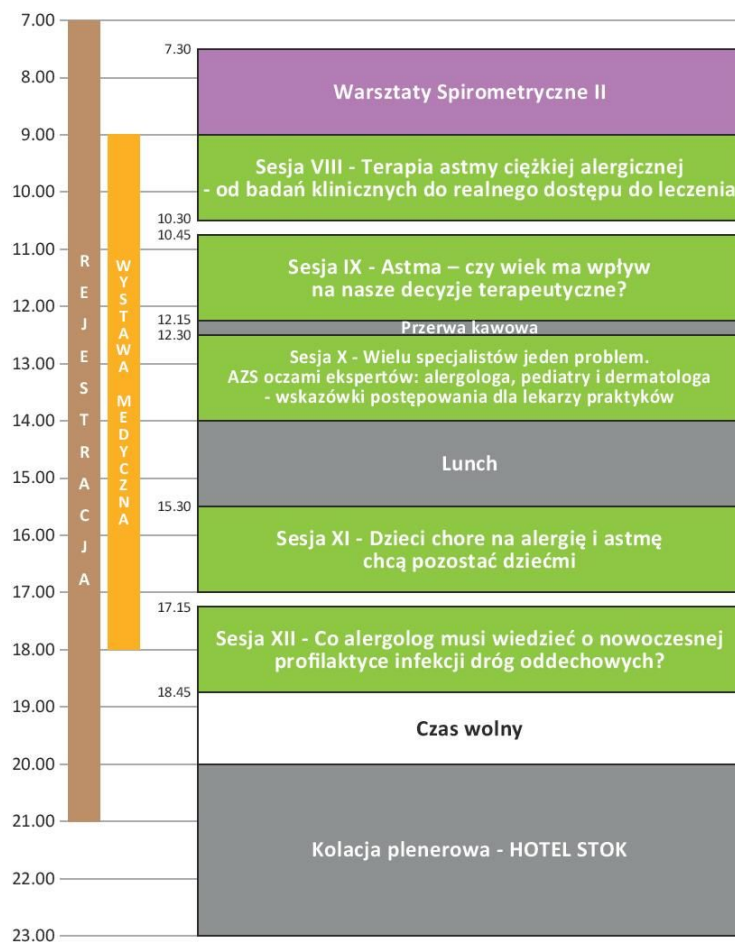 7.00
7.30
8.00
Warsztaty Spirometryczne II
9.00
Sesja VIII - Terapia astmy ciężkiej alergicznej
- od badań klinicznych do realnego dostępu do leczenia
10.00
10.30
10.45
11.00
Sesja IX - Astma – czy wiek ma wpływ
na nasze decyzje terapeutyczne?
12.00
12.15
Przerwa kawowa
12.30
13.00
Sesja X - Wielu specjalistów jeden problem.
AZS oczami ekspertów: alergologa, pediatry i dermatologa
- wskazówki postępowania dla lekarzy praktyków
14.00
Lunch
15.00
15.30
16.00
Sesja XI - Dzieci chore na alergię i astmę
chcą pozostać dziećmi
17.00
17.15
Sesja XII - Co alergolog musi wiedzieć o nowoczesnej
profilaktyce infekcji dróg oddechowych?
18.00
18.45
19.00
Czas wolny
20.00
21.00
Kolacja plenerowa - HOTEL STOK
22.00
23.00
REJESTRACJA
WYSTAWA MEDYCZNA